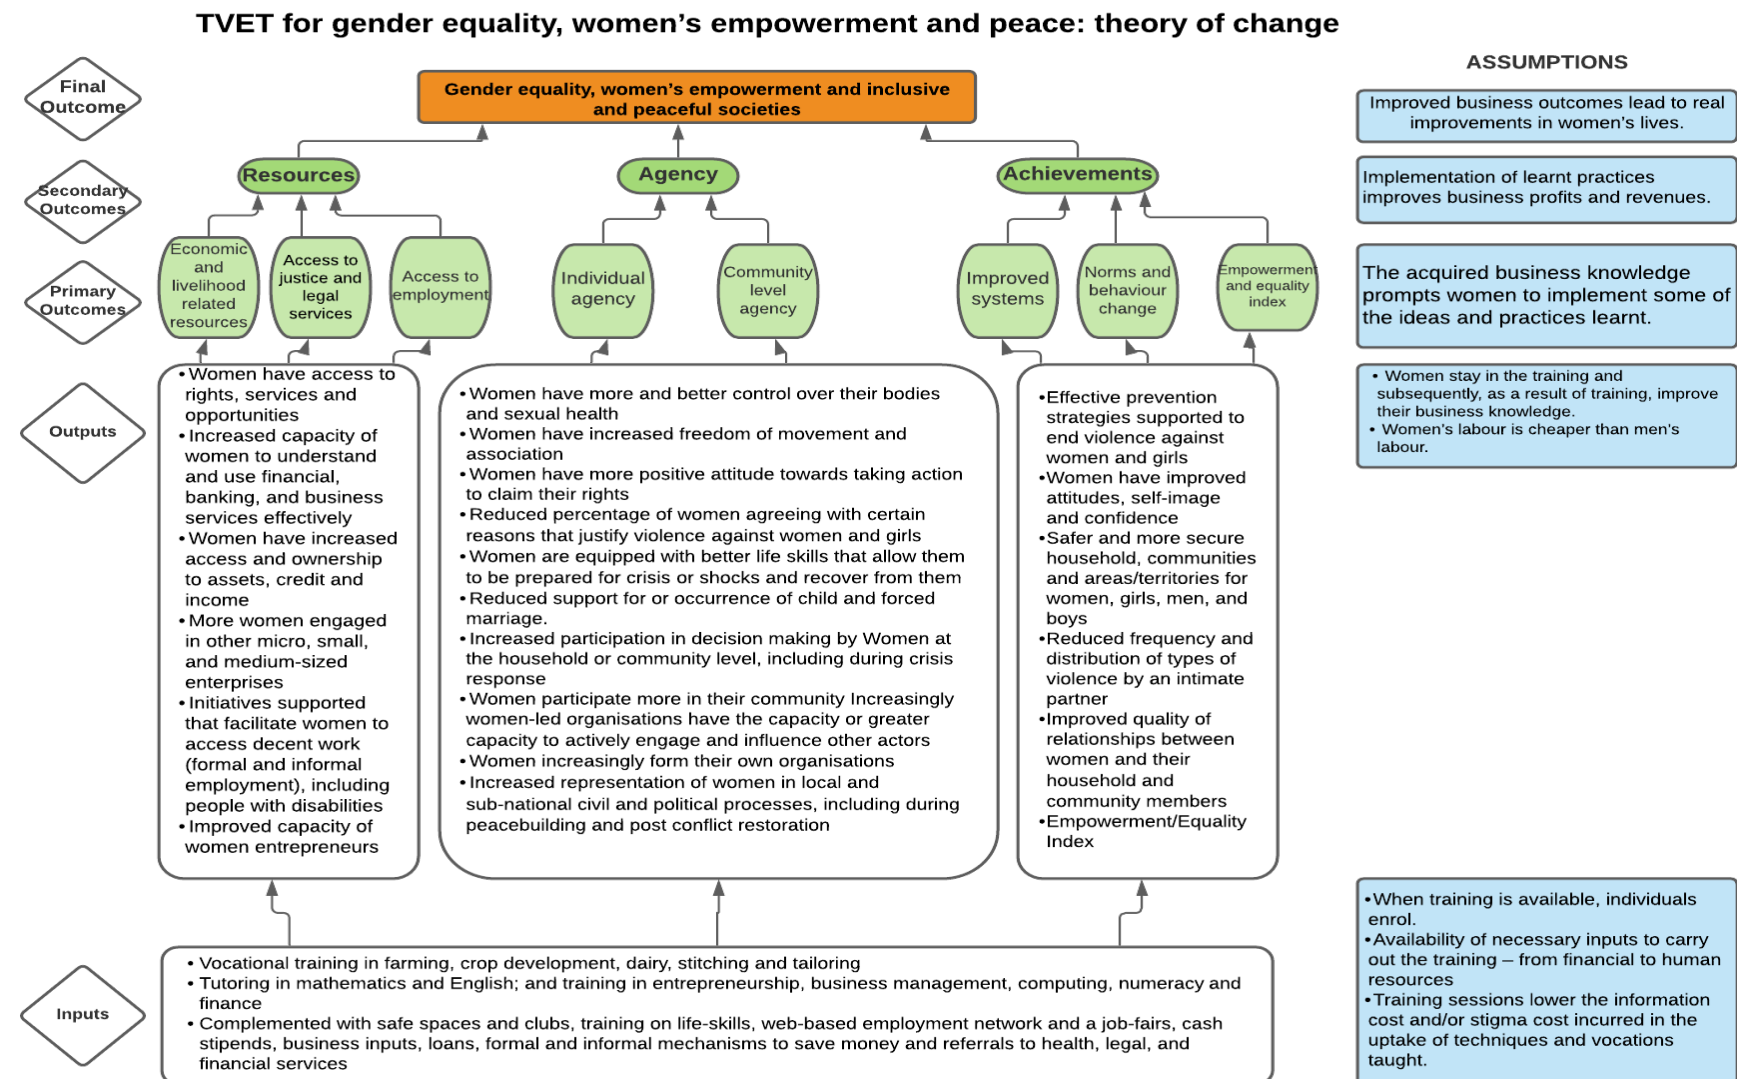 TVET for gender equality, women's empowerment and peace: theory of change
ASSUMPTIONS
Final
Outcome
Gender equality, women's empowerment and inclusive
and peaceful societies
Improved business outcomes lead to real
improvements in women's lives.
Secondary
Outcomes
Resources
Agency
Achievements
Implementation of learnt practices
improves business profits and revenues.
Primary
Outcomes
Economic
and
livelihood
related
resources
Access to
justice and
legal
services
Access to
employment
Individual
agency
Community
level
agency
Improved
systems
Norms and
behaviour
change
Empowerment
and equality
index
The acquired business knowledge
prompts women to implement some of
the ideas and practices learnt.
Outputs
•Women have access to
rights, services and
opportunities
•Increased capacity of
women to understand
and use financial,
banking, and business
services effectively
•Women have increased
access and ownership
to assets, credit and
income
•More women engaged
in other micro, small,
and medium-sized
enterprises
•Initiatives supported
that facilitate women to
access decent work
(formal and informal
employment), including
people with disabilities
•Improved capacity of
women entrepreneurs
•Women have more and better control over their bodies
and sexual health
•Women have increased freedom of movement and
association
•Women have more positive attitude towards taking action
to claim their rights
•Reduced percentage of women agreeing with certain
reasons that justify violence against women and girls
•Women are equipped with better life skills that allow them
to be prepared for crisis or shocks and recover from them
•Reduced support for or occurrence of child and forced
marriage.
•Increased participation in decision making by Women at
the household or community level, including during crisis
response
•Women participate more in their community Increasingly
women-led organisations have the capacity or greater
capacity to actively engage and influence other actors
•Women increasingly form their own organisations
•Increased representation of women in local and
sub-national civil and political processes, including during
peacebuilding and post conflict restoration
•Effective prevention
strategies supported to
end violence against
women and girls
•Women have improved
attitudes, self-image
and confidence
•Safer and more secure
household, communities
and areas/territories for
women, girls, men, and
boys
•Reduced frequency and
distribution of types of
violence by an intimate
partner
•Improved quality of
relationships between
women and their
household and
community members
•Empowerment/Equality
Index
• Women stay in the training and
subsequently, as a result of training, improve
their business knowledge.
• Women's labour is cheaper than men's
labour.
Inputs
• Vocational training in farming, crop development, dairy, stitching and tailoring
• Tutoring in mathematics and English; and training in entrepreneurship, business management, computing, numeracy and
finance
• Complemented with safe spaces and clubs, training on life-skills, web-based employment network and a job-fairs, cash
stipends, business inputs, loans, formal and informal mechanisms to save money and referrals to health, legal, and
financial services
•When training is available, individuals
enrol.
•Availability of necessary inputs to carry
out the training – from financial to human
resources
•Training sessions lower the information
cost and/or stigma cost incurred in the
uptake of techniques and vocations
taught.